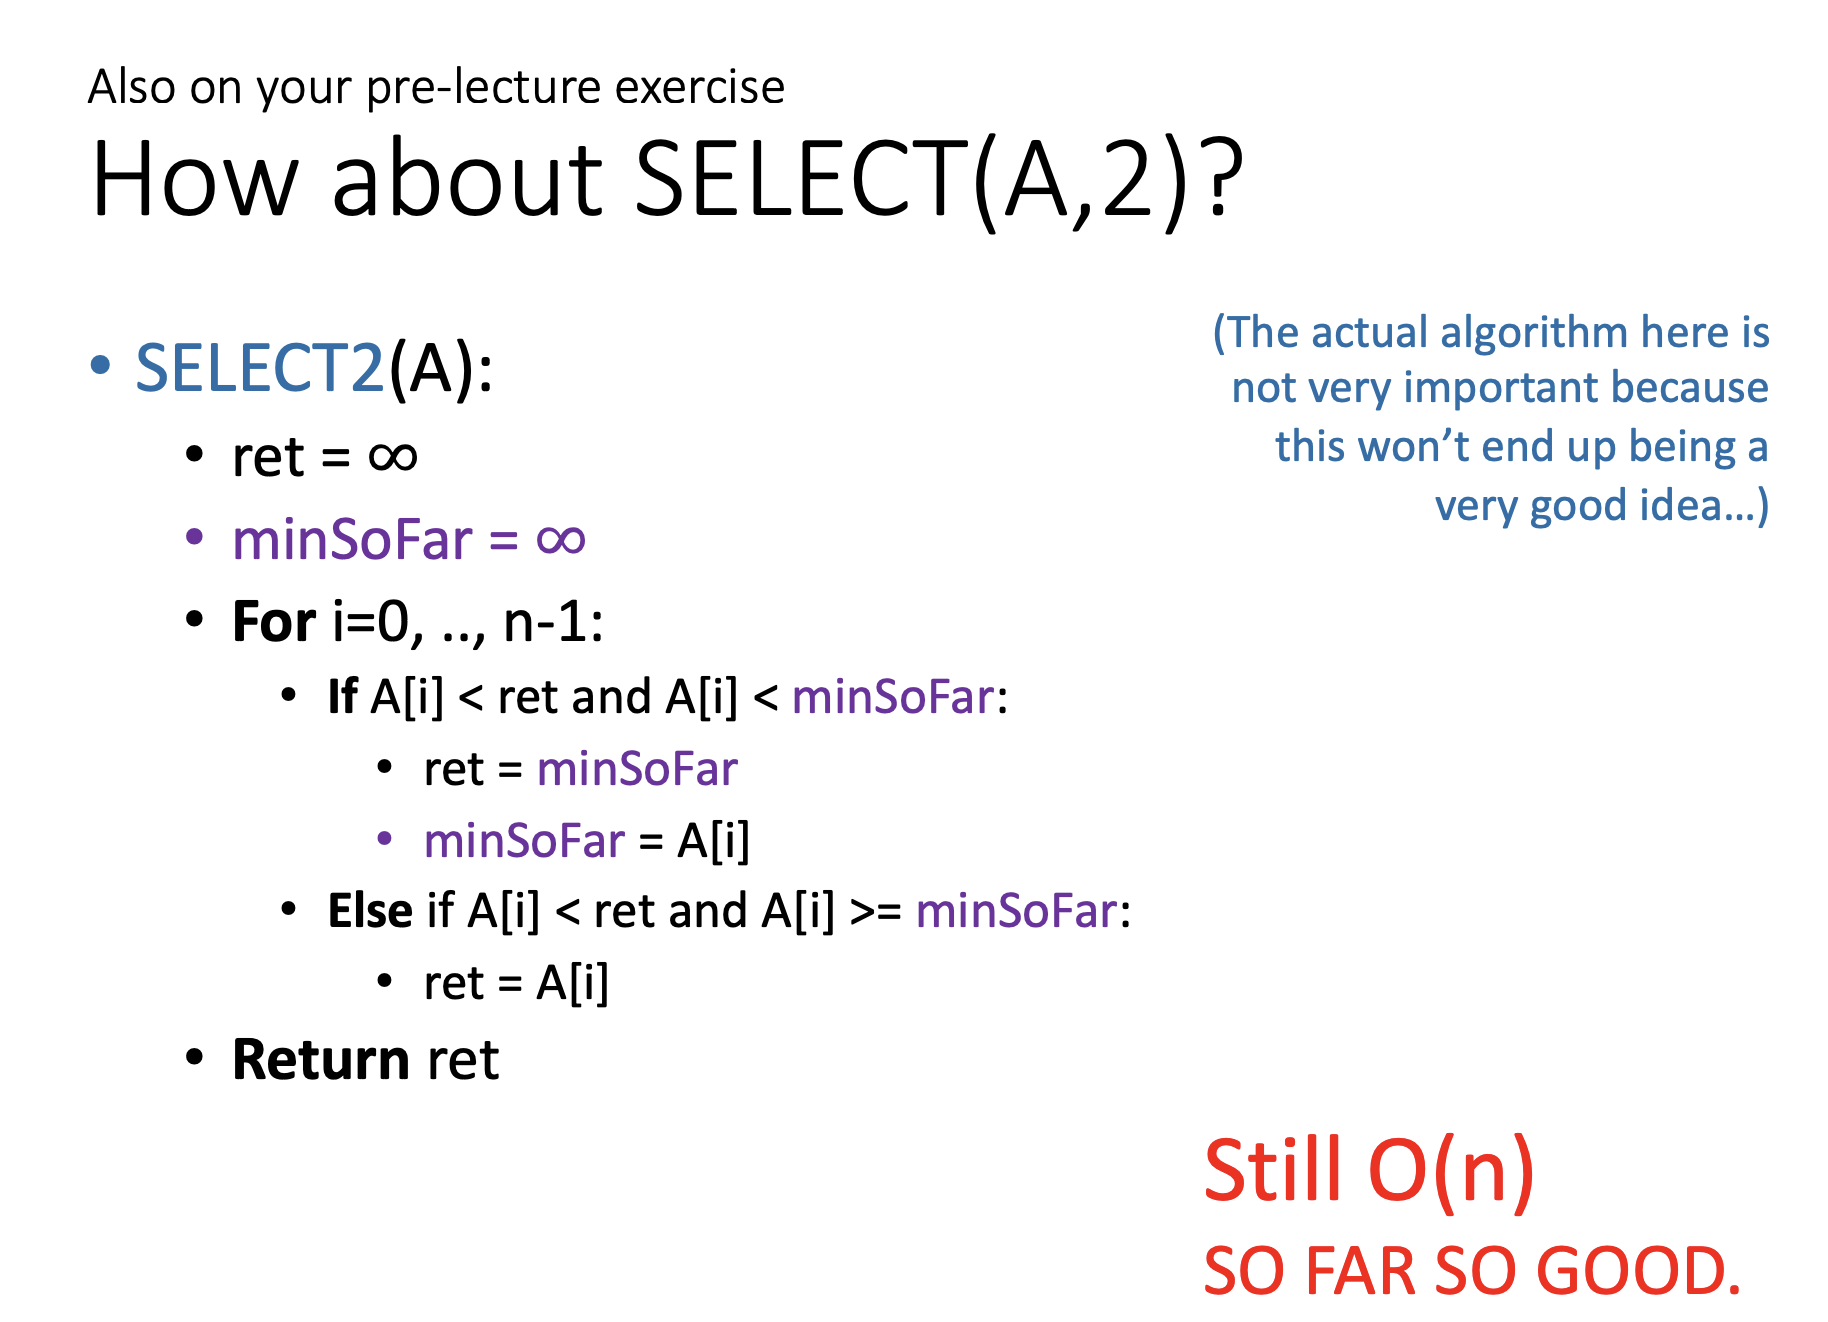 Also on your pre-lecture exercise
How about SELECT(A,2)?
(The actual algorithm here is
not very important because
this won’t end up being a
very good idea…)
• SELECT2(A):
• ret = ∞
• minSoFar = ∞
• For i=0, .., n-1:
• If A[i] < ret and A[i] < minSoFar:
• ret = minSoFar
• minSoFar = A[i]
• Else if A[i] < ret and A[i] >= minSoFar:
• ret = A[i]
• Return ret
Still O(n)
SO FAR SO GOOD.